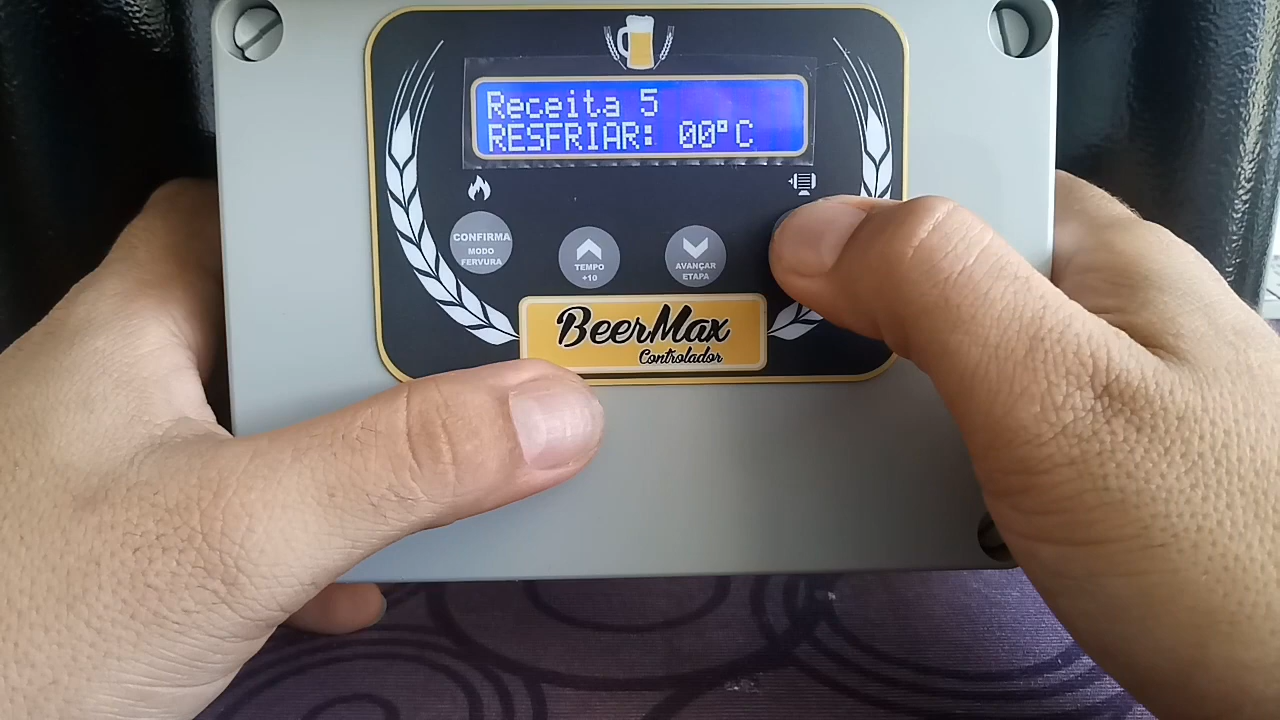 Receita 5
RESFRIAR: 00°C
CONFIRMA
MODO
FERVURA
TEMPO
+10
AVANÇAR
ETAPA
BeerMax
Controlador